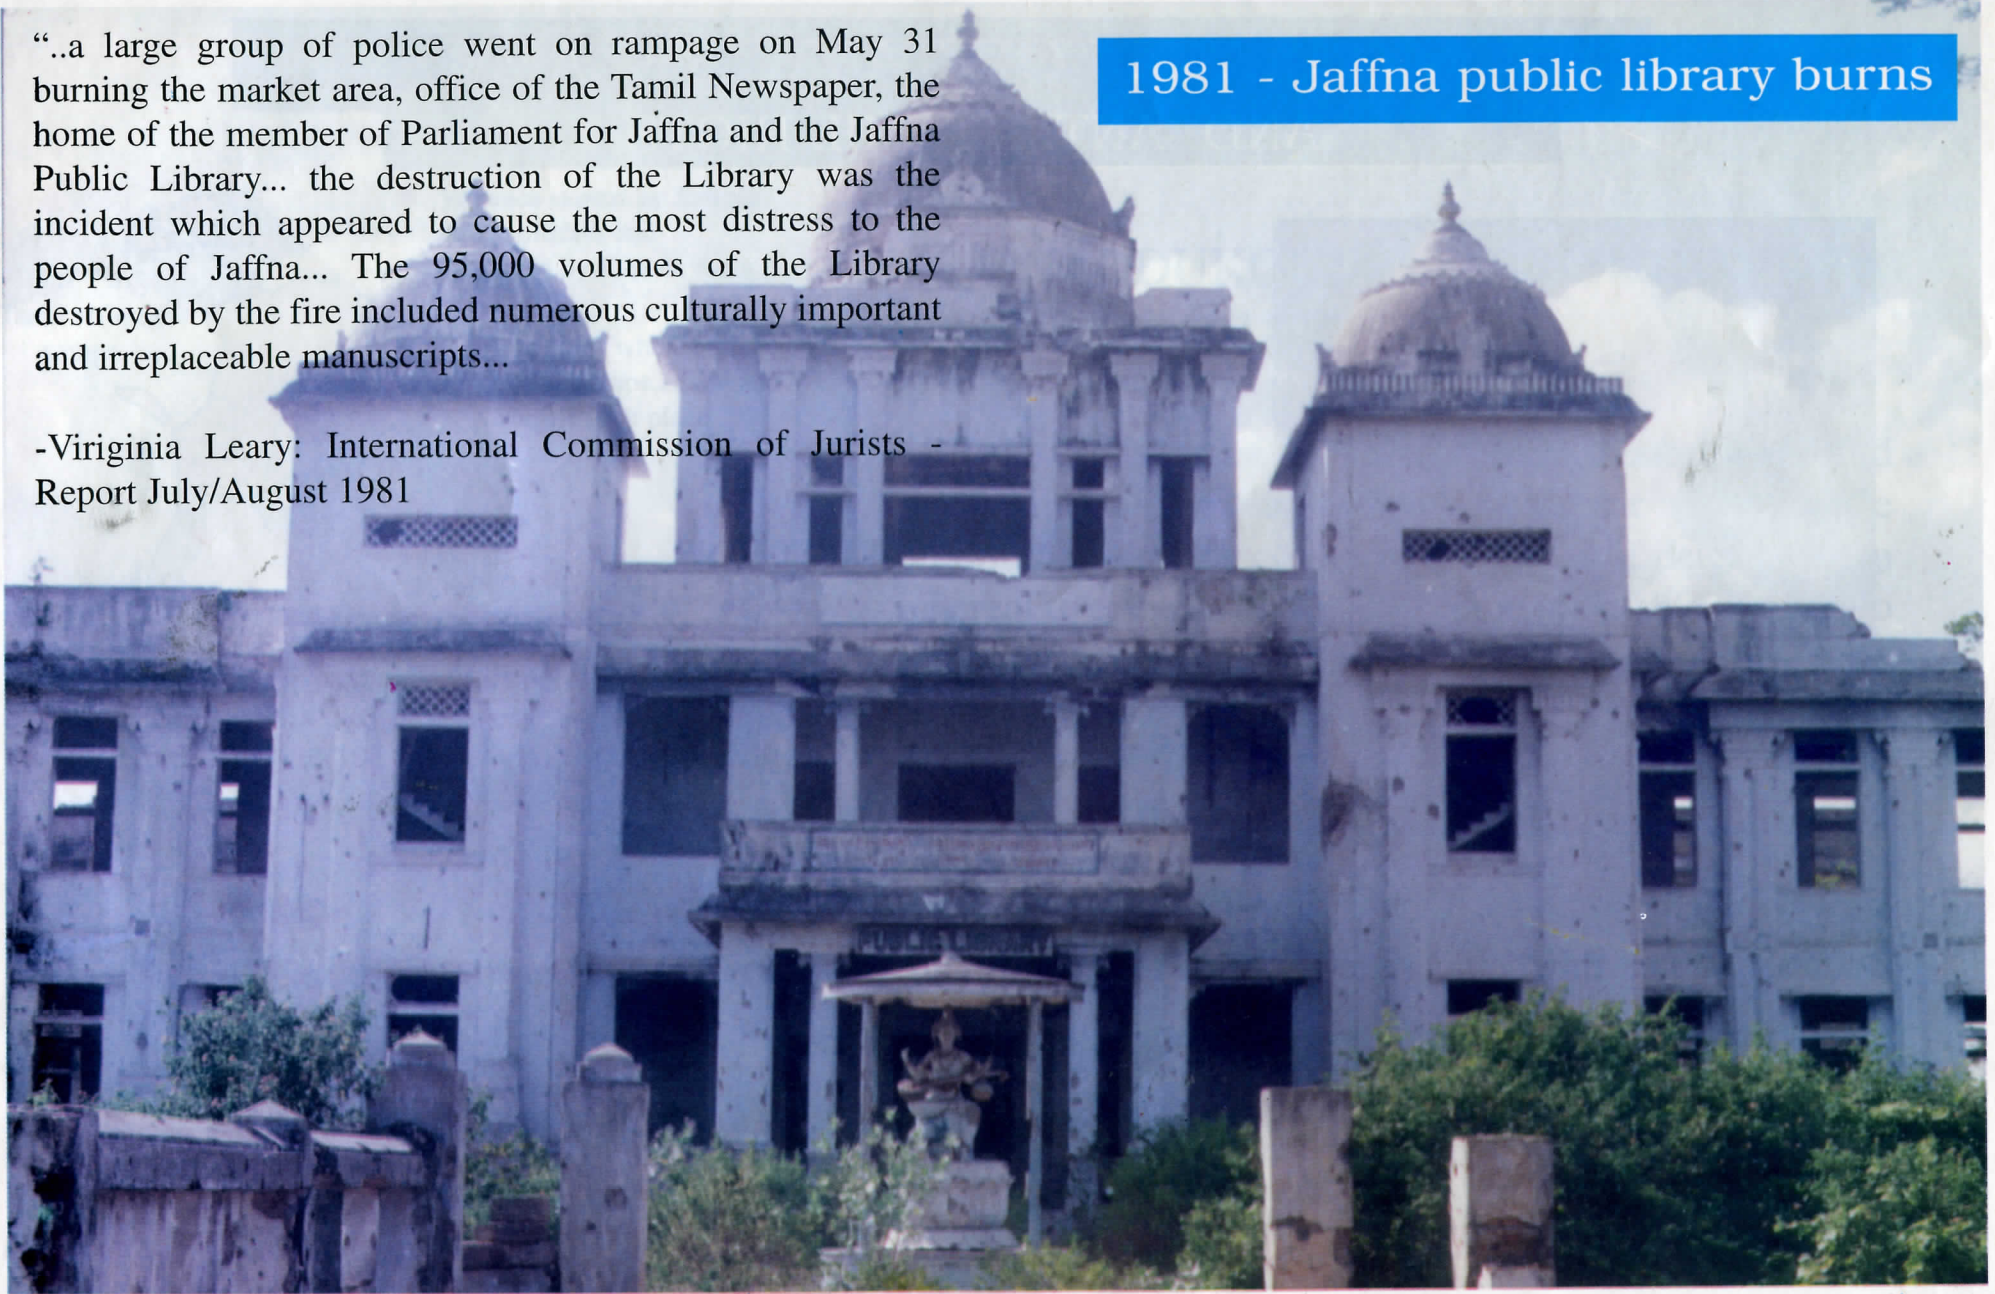 “..a large group of police went on rampage on May 31
burning the market area, office of the Tamil Newspaper, the
home of the member of Parliament for Jaffna and the Jaffna
Public Library... the destruction of the Library was the
incident which appeared to cause the most distress to the
people of Jaffna... The 95,000 volumes of the Library
destroyed by the fire included numerous culturally important
and irreplaceable manuscripts...
-Viriginia Leary: International Commission of Jurists -
Report July/August 1981
1981 - Jaffna public library burns
PUBLIC LIBRARY